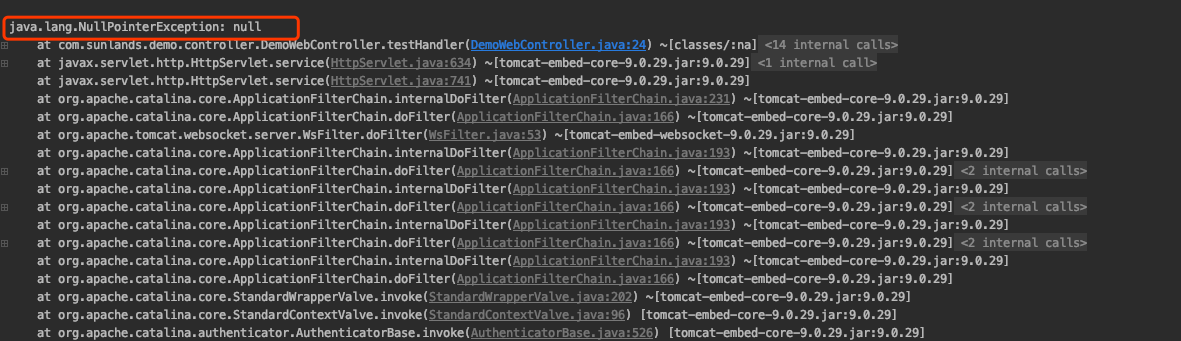 java.lang.NullPointerException: null
at com.sunlands.demo.controller.DemoWebController.testHandler(DemoWebController.java:24) ~[classes/:na] <14 internal calls>
at javax.servlet.http.HttpServlet.service(HttpServlet.java:634) ~[tomcat-embed-core-9.0.29.jar:9.0.29] <1 internal call>
at javax.servlet.http.HttpServlet.service(HttpServlet.java:741) ~[tomcat-embed-core-9.0.29.jar:9.0.29]
at org.apache.catalina.core.ApplicationFilterChain.internalDoFilter(ApplicationFilterChain.java:231) ~[tomcat-embed-core-9.0.29.jar:9.0.29]
at org.apache.catalina.core.ApplicationFilterChain.doFilter(ApplicationFilterChain.java:166) ~[tomcat-embed-core-9.0.29.jar:9.0.29]
at org.apache.tomcat.websocket.server.WsFilter.doFilter(WsFilter.java:53) ~[tomcat-embed-websocket-9.0.29.jar:9.0.29]
at org.apache.catalina.core.ApplicationFilterChain.internalDoFilter(ApplicationFilterChain.java:193) ~[tomcat-embed-core-9.0.29.jar:9.0.29]
at org.apache.catalina.core.ApplicationFilterChain.doFilter(ApplicationFilterChain.java:166) ~[tomcat-embed-core-9.0.29.jar:9.0.29] <2 internal calls>
at org.apache.catalina.core.ApplicationFilterChain.internalDoFilter(ApplicationFilterChain.java:193) ~[tomcat-embed-core-9.0.29.jar:9.0.29]
at org.apache.catalina.core.ApplicationFilterChain.doFilter(ApplicationFilterChain.java:166) ~[tomcat-embed-core-9.0.29.jar:9.0.29] <2 internal calls>
at org.apache.catalina.core.ApplicationFilterChain.internalDoFilter(ApplicationFilterChain.java:193) ~[tomcat-embed-core-9.0.29.jar:9.0.29]
at org.apache.catalina.core.ApplicationFilterChain.doFilter(ApplicationFilterChain.java:166) ~[tomcat-embed-core-9.0.29.jar:9.0.29] <2 internal calls>
at org.apache.catalina.core.ApplicationFilterChain.internalDoFilter(ApplicationFilterChain.java:193) ~[tomcat-embed-core-9.0.29.jar:9.0.29]
at org.apache.catalina.core.ApplicationFilterChain.doFilter(ApplicationFilterChain.java:166) ~[tomcat-embed-core-9.0.29.jar:9.0.29]
at org.apache.catalina.core.StandardWrapperValve.invoke(StandardWrapperValve.java:202) ~[tomcat-embed-core-9.0.29.jar:9.0.29]
at org.apache.catalina.core.StandardContextValve.invoke(StandardContextValve.java:96) [tomcat-embed-core-9.0.29.jar:9.0.29]
at org.apache.catalina.authenticator.AuthenticatorBase.invoke(AuthenticatorBase.java:526) [tomcat-embed-core-9.0.29.jar:9.0.29]